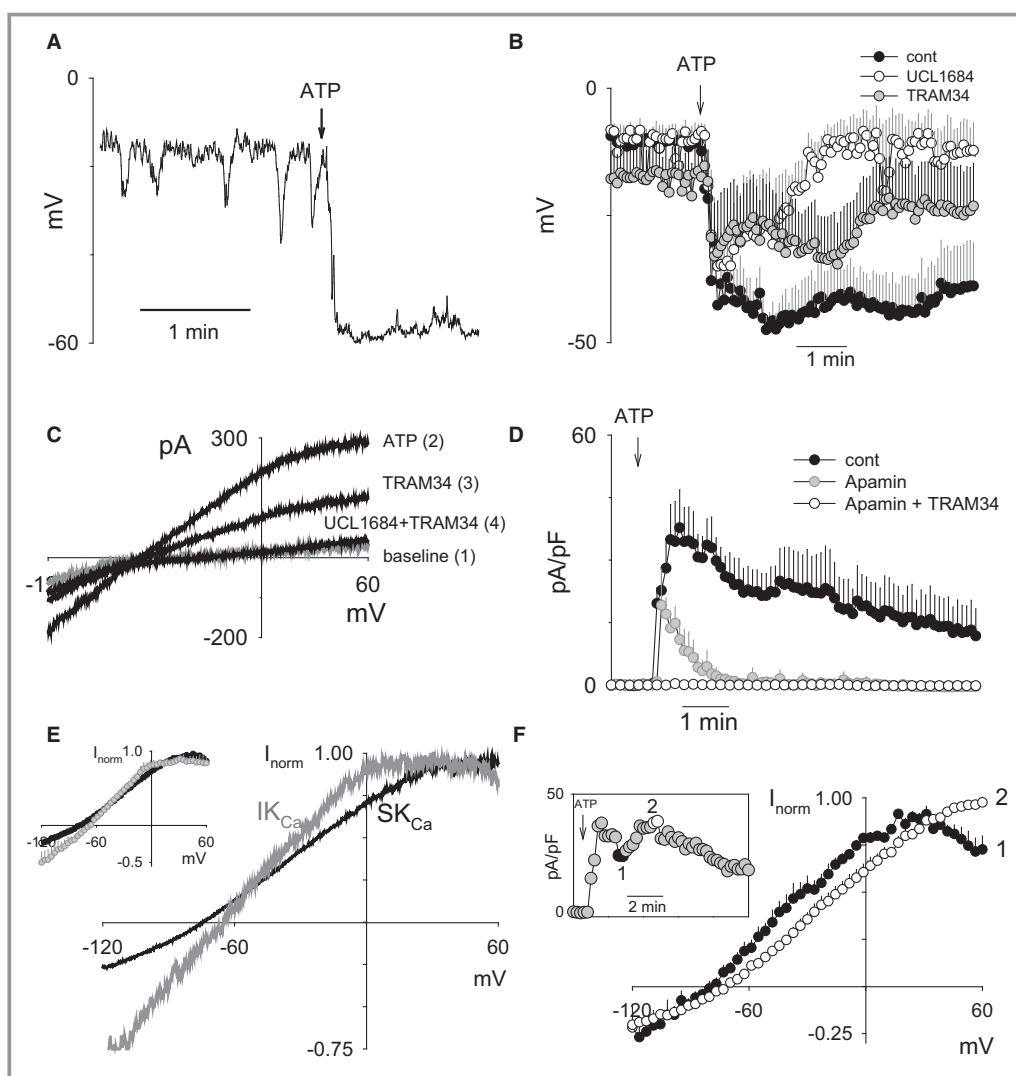 A
0
mV
-60
ATP
1 min
B
0
mV
-50
ATP
cont
UCL1684
TRAM34
1 min
C
pA
300
ATP (2)
TRAM34 (3)
UCL1684+TRAM34 (4)
baseline (1)
60
mV
-200
D
ATP
60
pA/pF
0
cont
Apamin
Apamin + TRAM34
1 min
E
Inorm 1.0
-120
-60
60
mV
-0.5
Inorm
1.00
IKCa
SKCa
-120
-60
60
mV
-0.75
F
50
pA/pF
0
ATP
1
2
2 min
Inorm
1.00
2
1
-120
-60
60
mV
-0.25